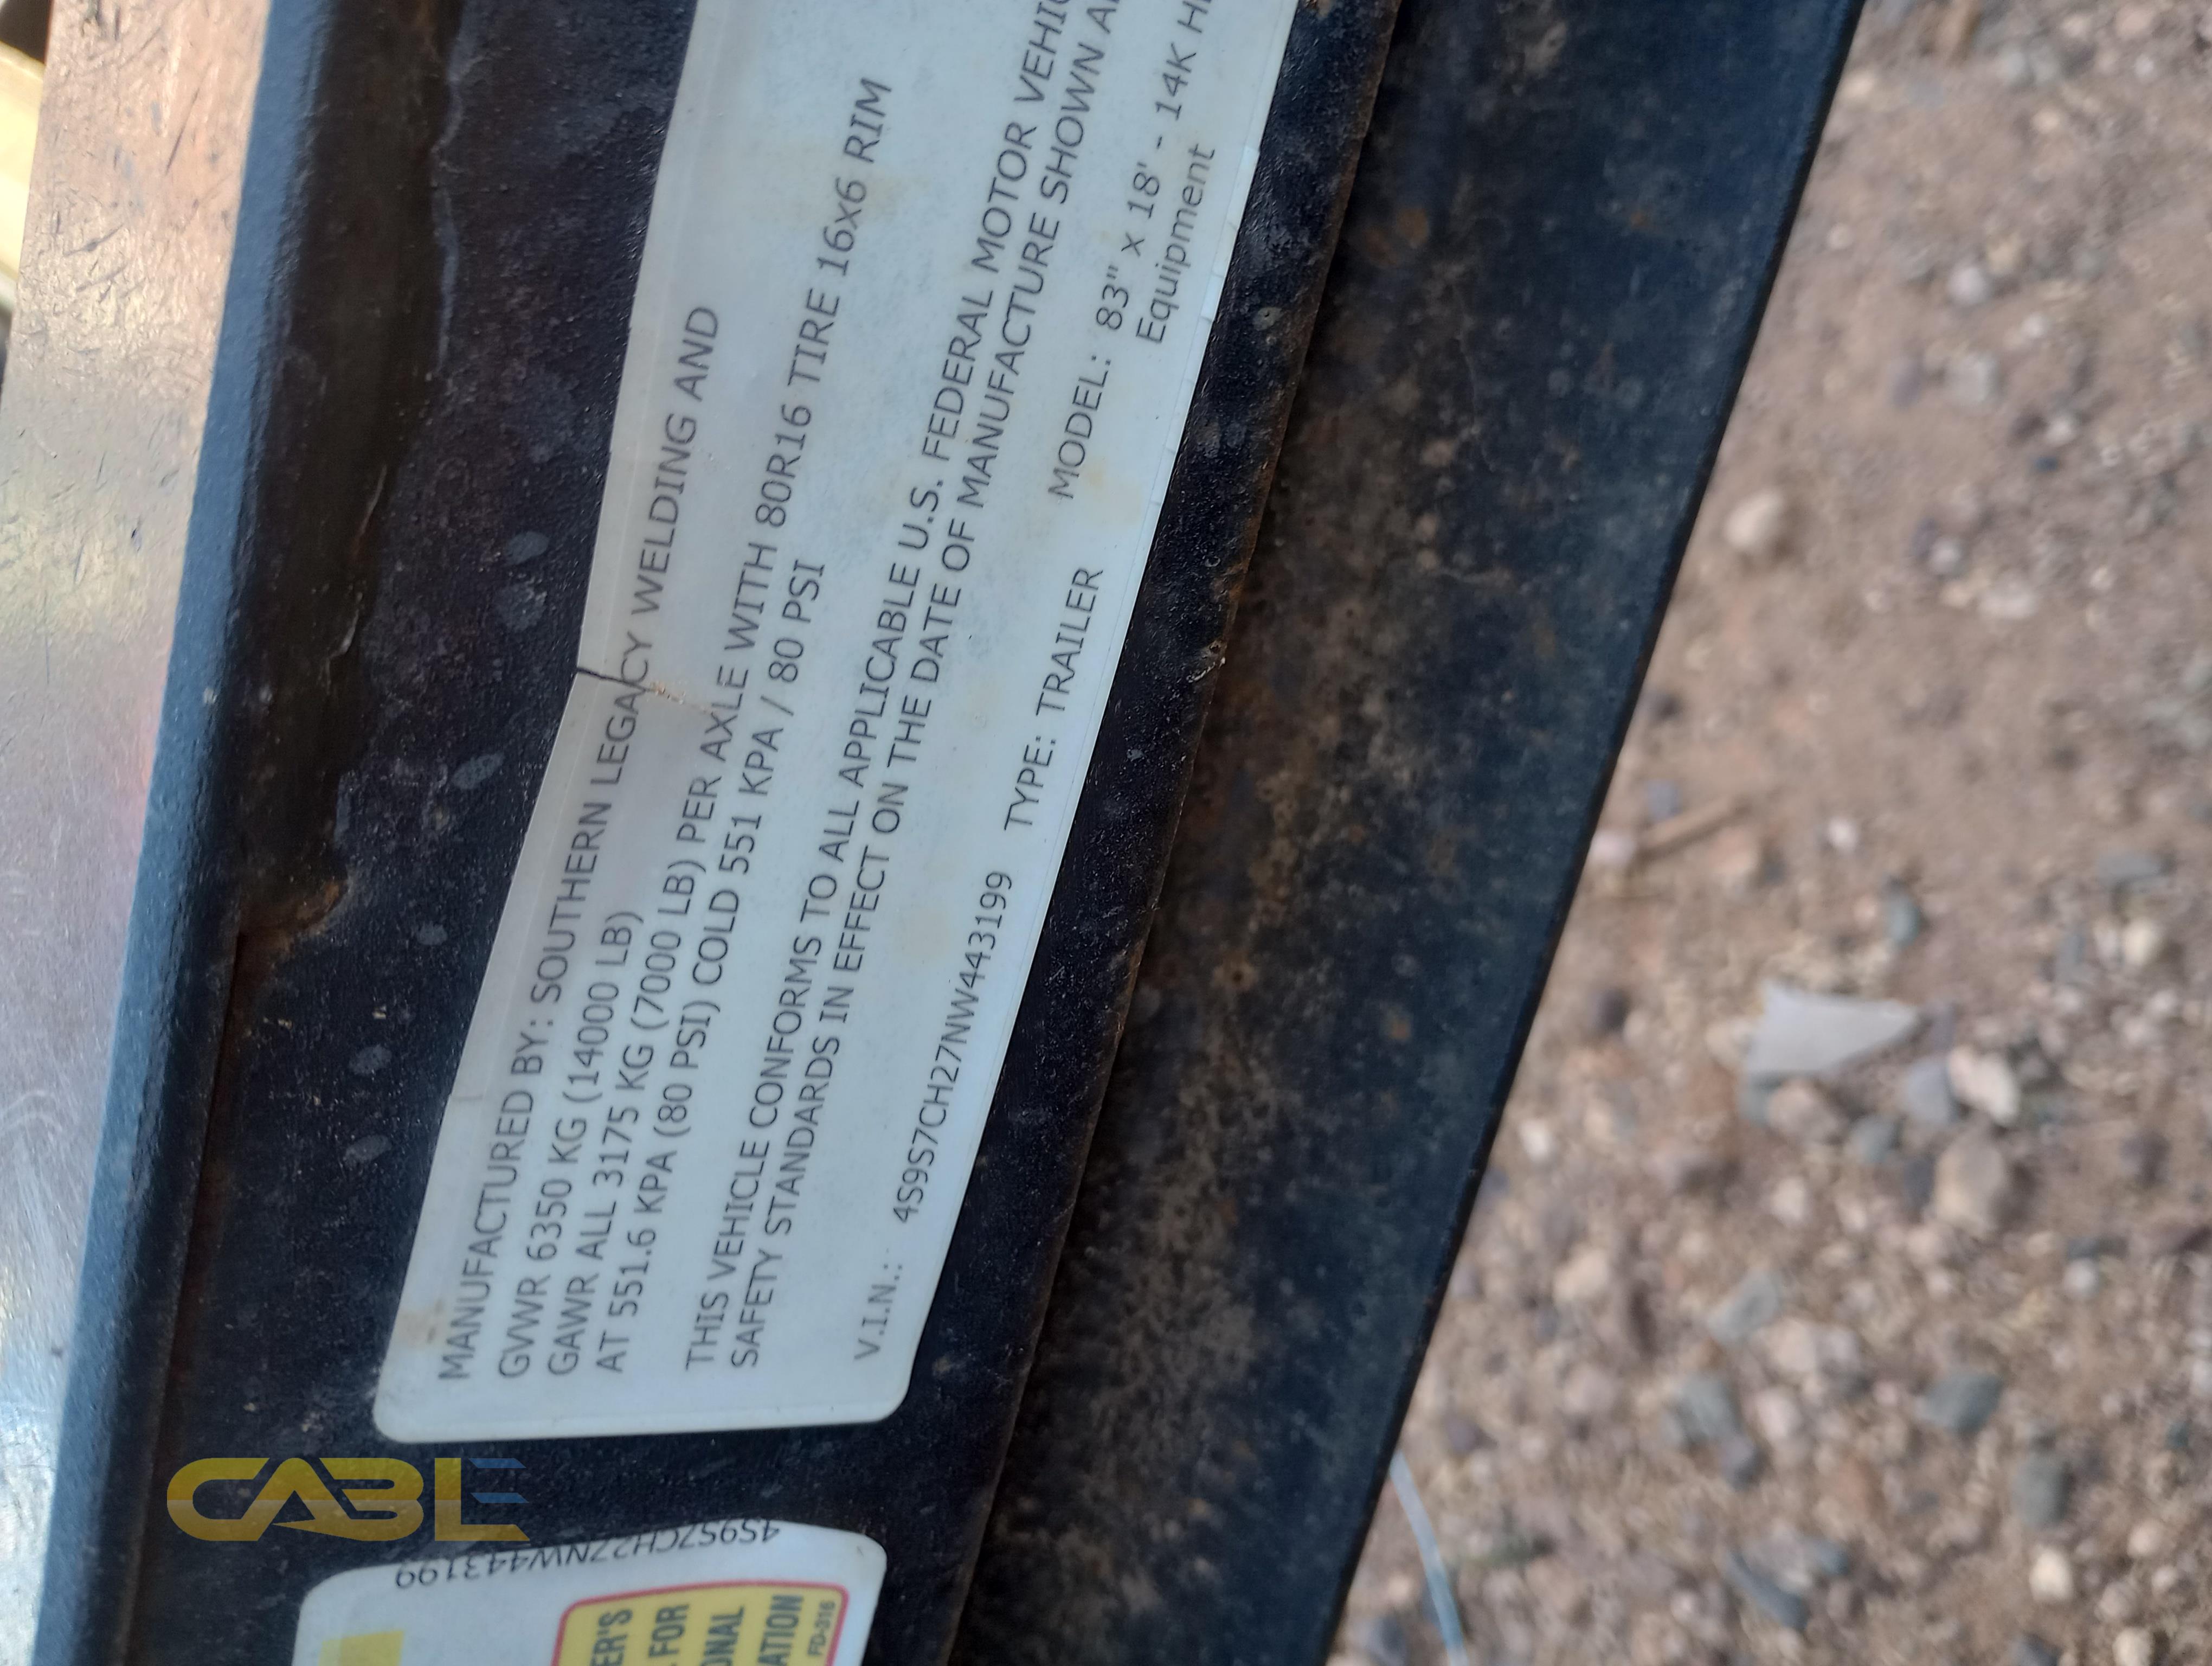 MANUFACTURED BY: SOUTHERN LEGACY WELDING AND
GVWR 6350 KG (14000 LB)
GAWR ALL 3175 KG (7000 LB) PER AXLE WITH 80R16 TIRE 16x6 RIM
AT 551.6 KPA (80 PSI) COLD 551 KPA / 80 PSI
THIS VEHICLE CONFORMS TO ALL APPLICABLE U.S. FEDERAL MOTOR
SAFETY STANDARDS IN EFFECT ON THE DATE OF MANUFACTURE SHOWN
V.I.N.: 4S9S7CH27NW443199 TYPE: TRAILER MODEL: 83" x 18' - 14K
Equipment
CABLE
4S9S7CH27NW443199
FOR
FD-316